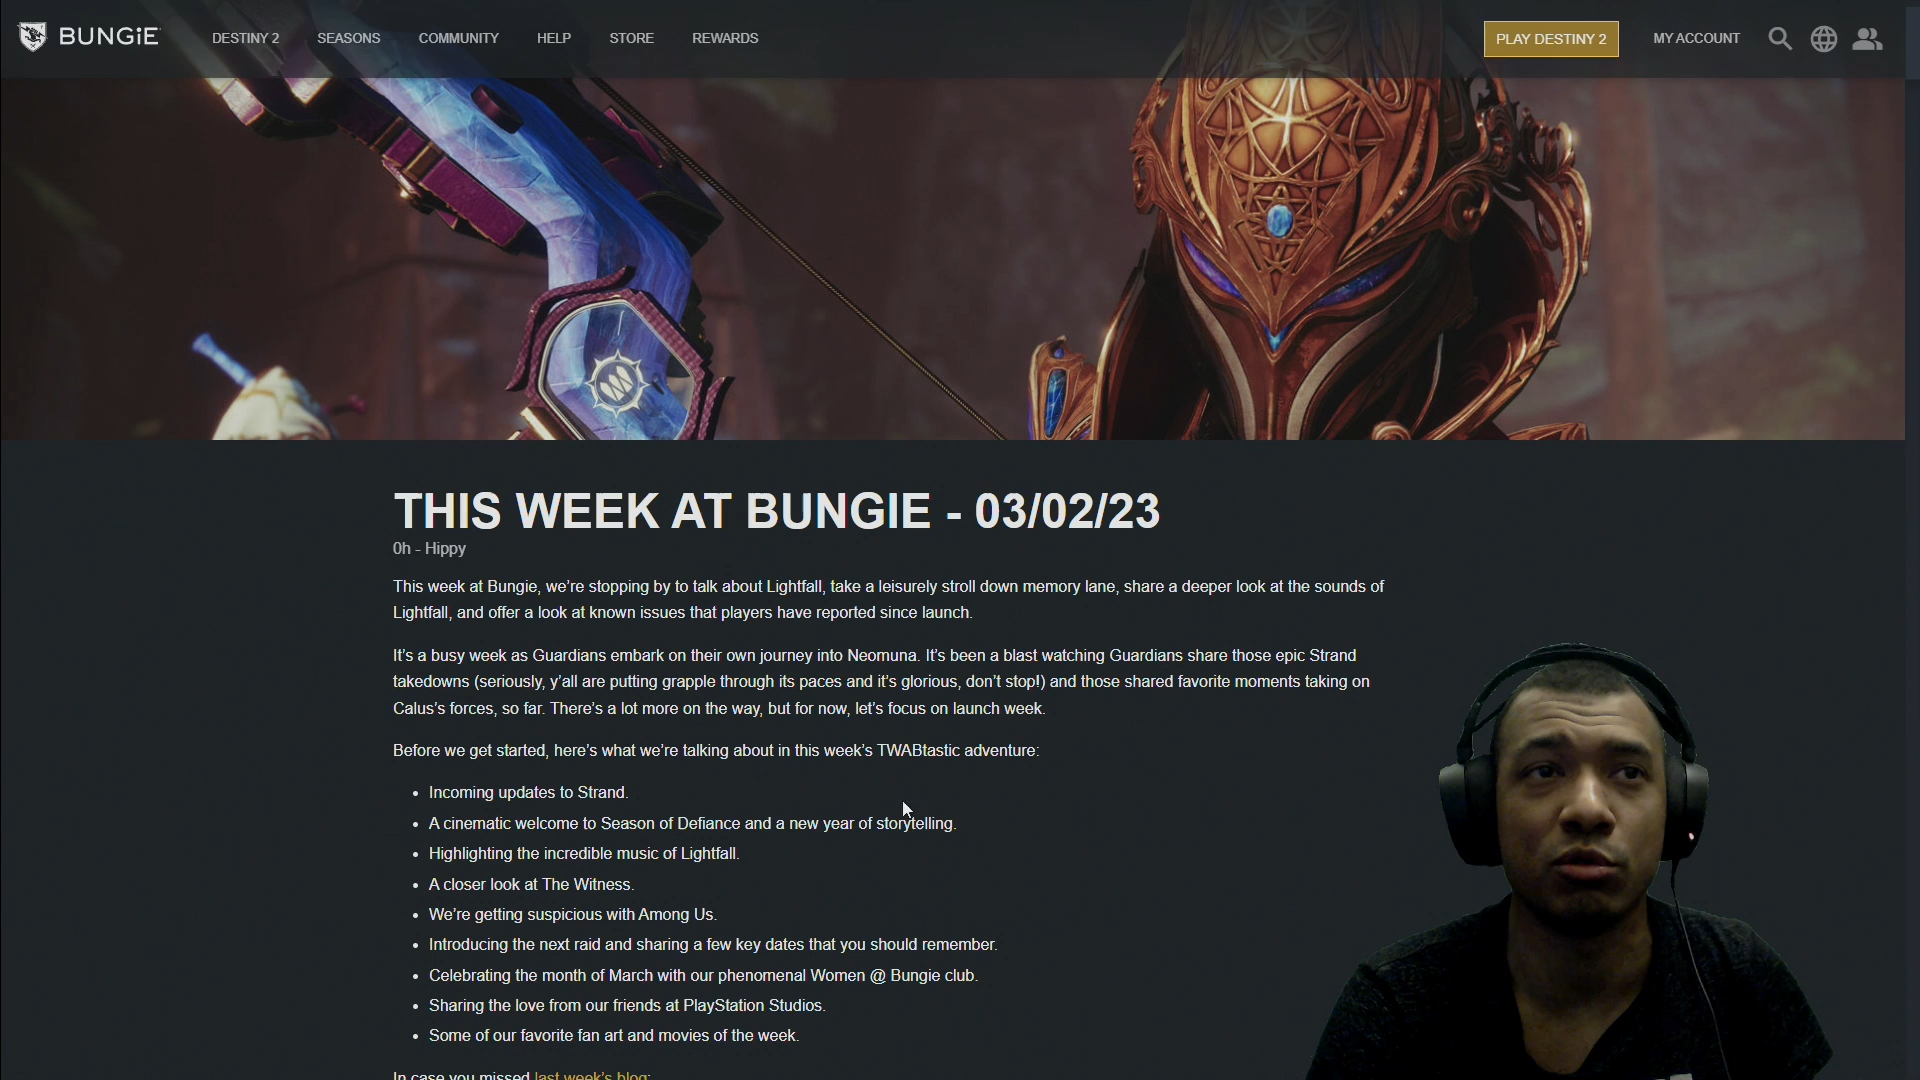 BUNGiE
DESTINY 2 SEASONS COMMUNITY HELP STORE REWARDS
PLAY DESTINY 2 MY ACCOUNT
THIS WEEK AT BUNGIE - 03/02/23
0h - Hippy
This week at Bungie, we’re stopping by to talk about Lightfall, take a leisurely stroll down memory lane, share a deeper look at the sounds of
Lightfall, and offer a look at known issues that players have reported since launch.
It’s a busy week as Guardians embark on their own journey into Neomuna. It’s been a blast watching Guardians share those epic Strand
takedowns (seriously, y’all are putting grapple through its paces and it’s glorious, don’t stop!) and those shared favorite moments taking on
Calus’s forces, so far. There’s a lot more on the way, but for now, let’s focus on launch week.
Before we get started, here’s what we’re talking about in this week’s TWABtastic adventure:
• Incoming updates to Strand.
• A cinematic welcome to Season of Defiance and a new year of storytelling.
• Highlighting the incredible music of Lightfall.
• A closer look at The Witness.
• We’re getting suspicious with Among Us.
• Introducing the next raid and sharing a few key dates that you should remember.
• Celebrating the month of March with our phenomenal Women @ Bungie club.
• Sharing the love from our friends at PlayStation Studios.
• Some of our favorite fan art and movies of the week.
In case you missed last week’s blog: